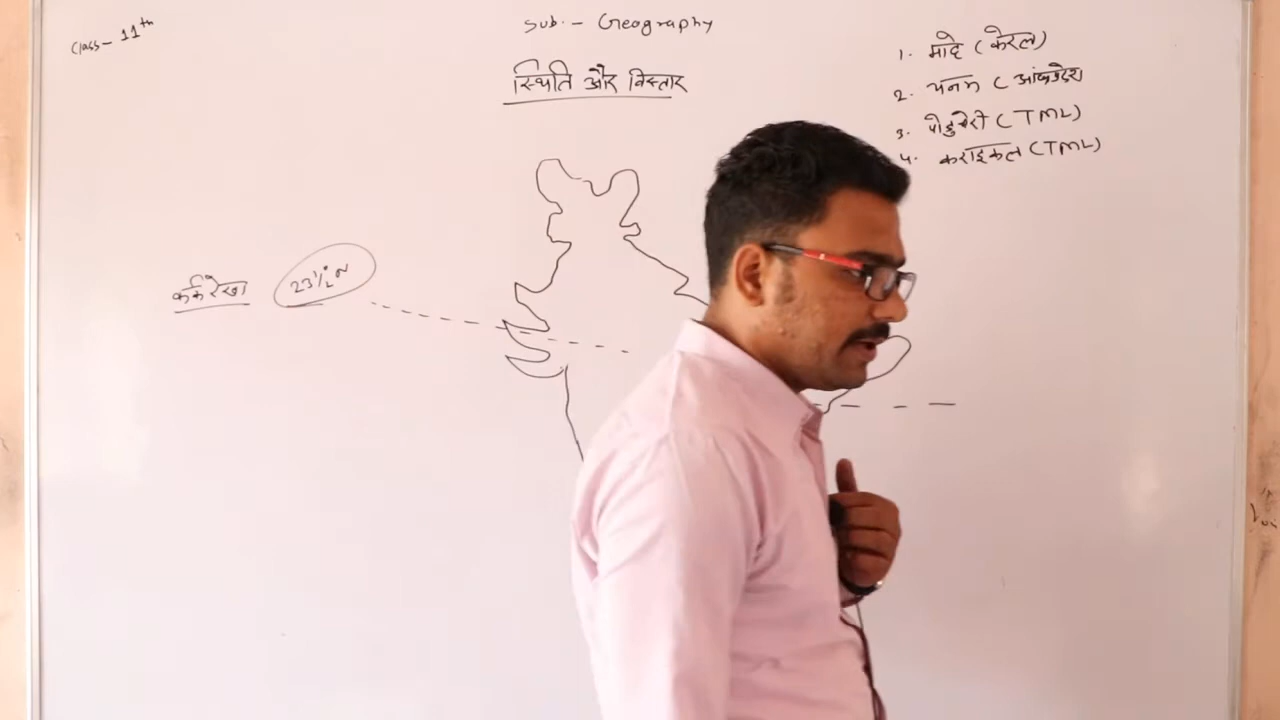 Class- 11th
Sub. - Geography
स्थिति और विस्तार
1. माहे (केरल)
2. यनम (आंध्रप्रदेश
3. पांडुचेरी (TML)
4. कराइकल (TML)
कर्क रेखा 23½°N